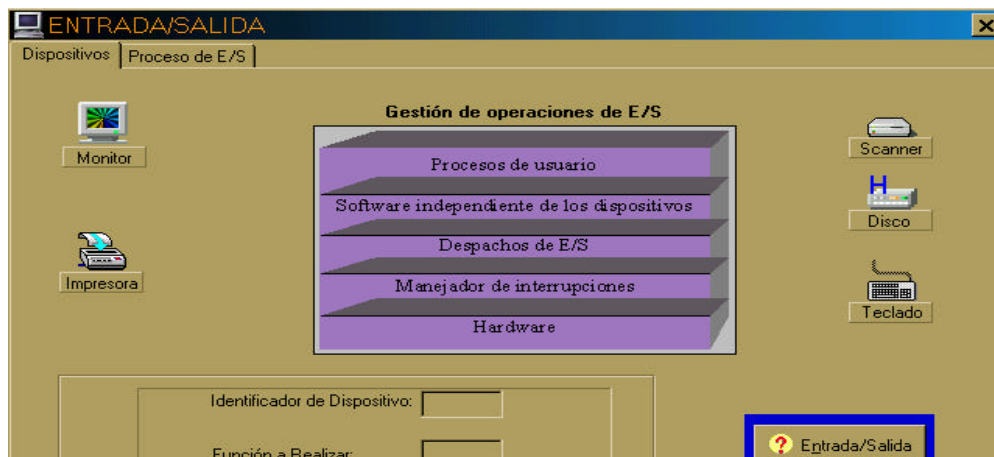 ENTRADA/SALIDA
Dispositivos Proceso de E/S
Gestión de operaciones de E/S
Monitor
Procesos de usuario
Scanner
Software independiente de los dispositivos
H
Disco
Despachos de E/S
Impresora
Manejador de interrupciones
Teclado
Hardware
Identificador de Dispositivo:
Función a Realizar:
? Entrada/Salida